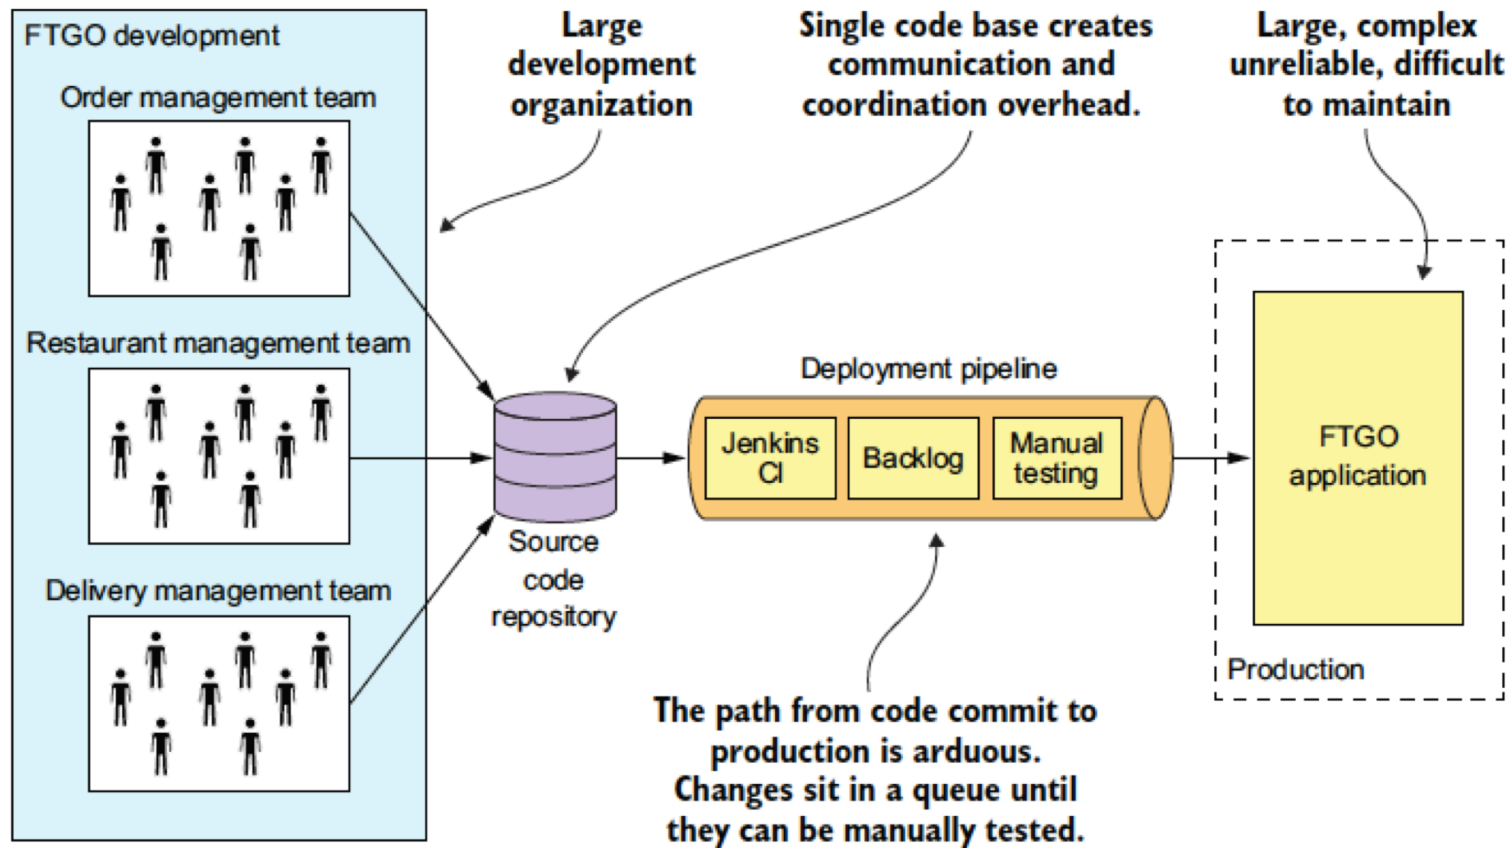 FTGO development
Order management team
Restaurant management team
Delivery management team
Large
development
organization
Single code base creates
communication and
coordination overhead.
Large, complex
unreliable, difficult
to maintain
Source
code
repository
Deployment pipeline
Jenkins
CI
Backlog
Manual
testing
The path from code commit to
production is arduous.
Changes sit in a queue until
they can be manually tested.
FTGO
application
Production